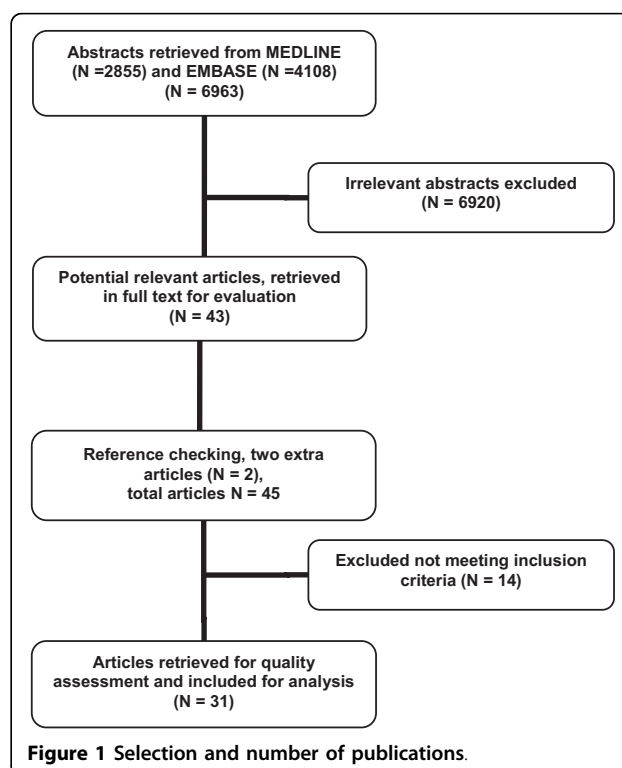 Abstracts retrieved from MEDLINE
(N =2855) and EMBASE (N =4108)
(N = 6963)
Irrelevant abstracts excluded
(N = 6920)
Potential relevant articles, retrieved
in full text for evaluation
(N = 43)
Reference checking, two extra
articles (N = 2),
total articles N = 45
Excluded not meeting inclusion
criteria (N = 14)
Articles retrieved for quality
assessment and included for analysis
(N = 31)
Figure 1 Selection and number of publications.